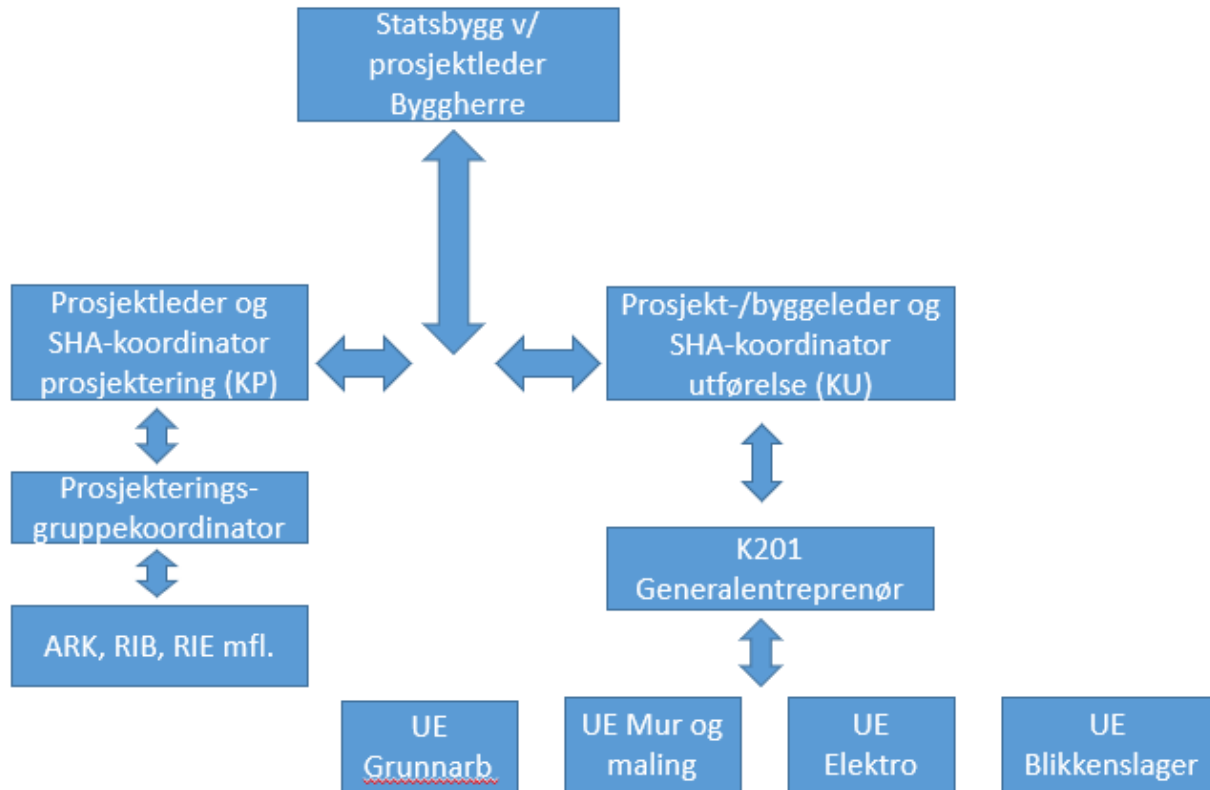 Statsbygg v/
prosjektleder
Byggherre
Prosjektleder og
SHA-koordinator
prosjektering (KP)
Prosjekt-/byggeleder og
SHA-koordinator
utførelse (KU)
Prosjekterings-
gruppekoordinator
K201
Generalentreprenør
ARK, RIB, RIE mfl.
UE
Grunnarb
UE Mur og
maling
UE
Elektro
UE
Blikkenslager